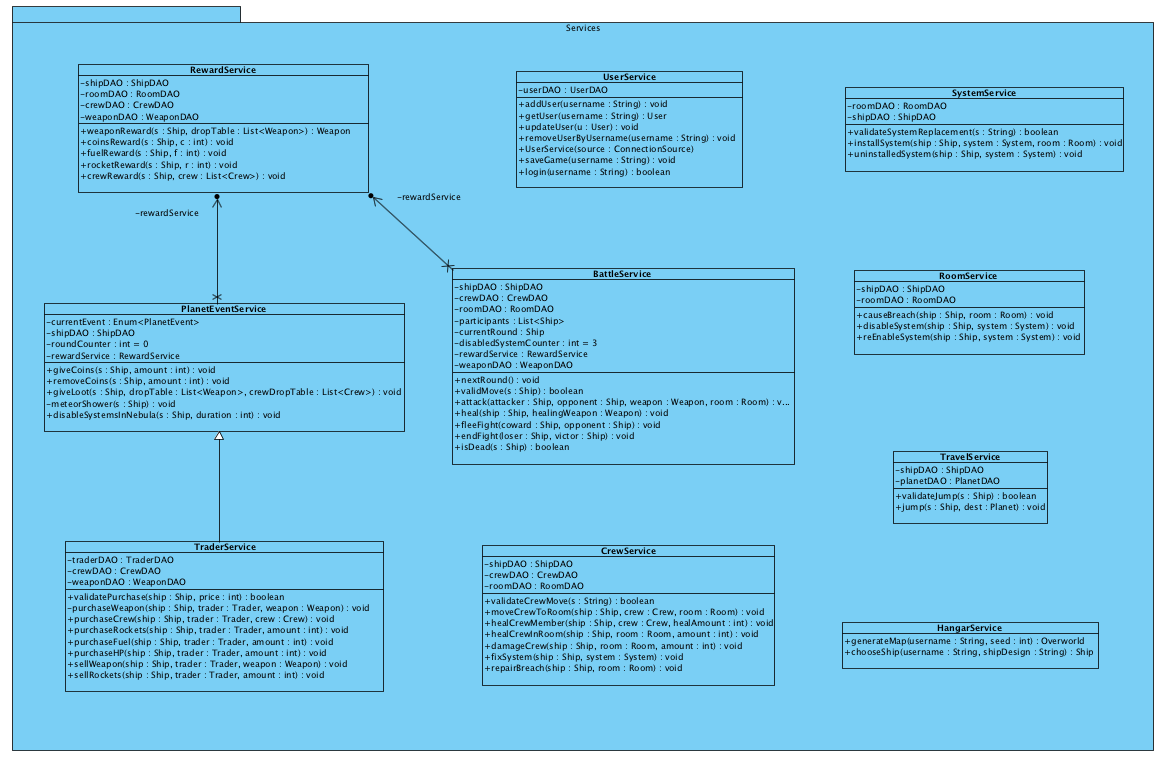 Services
RewardService
-shipDAO : ShipDAO
-roomDAO : RoomDAO
-crewDAO : CrewDAO
-weaponDAO : WeaponDAO
+weaponReward(s : Ship, dropTable : List<Weapon>) : Weapon
+coinsReward(s : Ship, c : int) : void
+fuelReward(s : Ship, f : int) : void
+rocketReward(s : Ship, r : int) : void
+crewReward(s : Ship, crew : List<Crew>) : void
UserService
-userDAO : UserDAO
+addUser(username : String) : void
+getUser(username : String) : User
+updateUser(u : User) : void
+removeUserByUsername(username : String) : void
+UserService(source : ConnectionSource)
+saveGame(username : String) : void
+login(username : String) : boolean
SystemService
-roomDAO : RoomDAO
-shipDAO : ShipDAO
+validateSystemReplacement(s : String) : boolean
+installSystem(ship : Ship, system : System, room : Room) : void
+uninstalledSystem(ship : Ship, system : System) : void
-rewardService
-rewardService
PlanetEventService
-currentEvent : Enum<PlanetEvent>
-shipDAO : ShipDAO
-roundCounter : int = 0
-rewardService : RewardService
+giveCoins(s : Ship, amount : int) : void
+removeCoins(s : Ship, amount : int) : void
+giveLoot(s : Ship, dropTable : List<Weapon>, crewDropTable : List<Crew>) : void
-meteorShower(s : Ship) : void
+disableSystemsInNebula(s : Ship, duration : int) : void
BattleService
-shipDAO : ShipDAO
-crewDAO : CrewDAO
-roomDAO : RoomDAO
-participants : List<Ship>
-currentRound : Ship
-disabledSystemCounter : int = 3
-rewardService : RewardService
-weaponDAO : WeaponDAO
+nextRound() : void
+validMove(s : Ship) : boolean
+attack(attacker : Ship, opponent : Ship, weapon : Weapon, room : Room) : v...
+heal(ship : Ship, healingWeapon : Weapon) : void
+fleeFight(coward : Ship, opponent : Ship) : void
+endFight(loser : Ship, victor : Ship) : void
+isDead(s : Ship) : boolean
RoomService
-shipDAO : ShipDAO
-roomDAO : RoomDAO
+causeBreach(ship : Ship, room : Room) : void
+disableSystem(ship : Ship, system : System) : void
+reEnableSystem(ship : Ship, system : System) : void
TravelService
-shipDAO : ShipDAO
-planetDAO : PlanetDAO
+validateJump(s : Ship) : boolean
+jump(s : Ship, dest : Planet) : void
TraderService
-traderDAO : TraderDAO
-crewDAO : CrewDAO
-weaponDAO : WeaponDAO
+validatePurchase(ship : Ship, price : int) : boolean
-purchaseWeapon(ship : Ship, trader : Trader, weapon : Weapon) : void
+purchaseCrew(ship : Ship, trader : Trader, crew : Crew) : void
+purchaseRockets(ship : Ship, trader : Trader, amount : int) : void
+purchaseFuel(ship : Ship, trader : Trader, amount : int) : void
+purchaseHP(ship : Ship, trader : Trader, amount : int) : void
+sellWeapon(ship : Ship, trader : Trader, weapon : Weapon) : void
+sellRockets(ship : Ship, trader : Trader, amount : int) : void
CrewService
-shipDAO : ShipDAO
-crewDAO : CrewDAO
-roomDAO : RoomDAO
+validateCrewMove(s : String) : boolean
+moveCrewToRoom(ship : Ship, crew : Crew, room : Room) : void
+healCrewMember(ship : Ship, crew : Crew, healAmount : int) : void
+healCrewInRoom(ship : Ship, room : Room, amount : int) : void
+damageCrew(ship : Ship, room : Room, amount : int) : void
+fixSystem(ship : Ship, system : System) : void
+repairBreach(ship : Ship, room : Room) : void
HangarService
+generateMap(username : String, seed : int) : Overworld
+chooseShip(username : String, shipDesign : String) : Ship